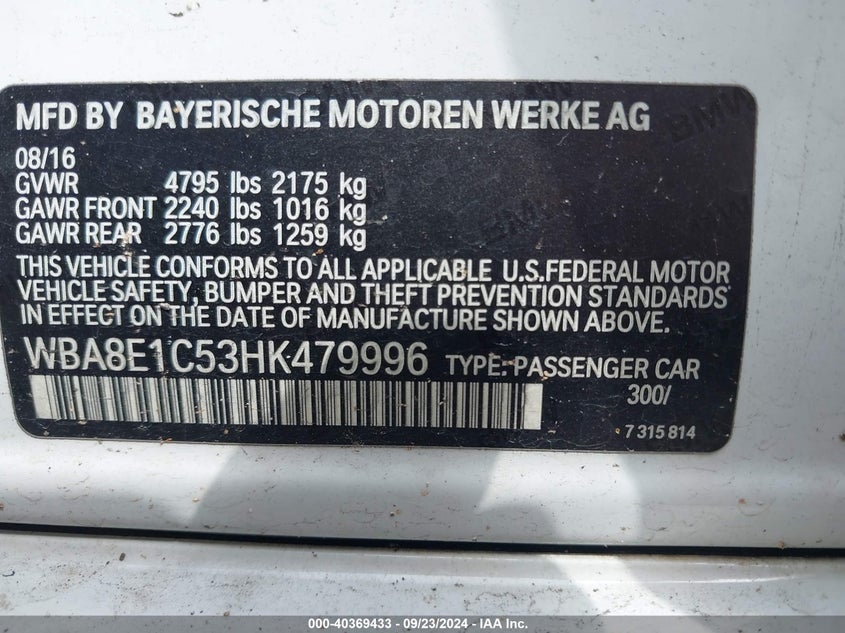 MFD BY BAYERISCHE MOTOREN WERKE AG
08/16
GVWR 4795 lbs 2175 kg
GAWR FRONT 2240 lbs 1016 kg
GAWR REAR 2776 lbs 1259 kg
THIS VEHICLE CONFORMS TO ALL APPLICABLE U.S.FEDERAL MOTOR
VEHICLE SAFETY, BUMPER AND THEFT PREVENTION STANDARDS
IN EFFECT ON THE DATE OF MANUFACTURE SHOWN ABOVE.
WBA8E1C53HK479996 TYPE: PASSENGER CAR
300/
7 315 814
000-40369433 - 09/23/2024 - IAA Inc.